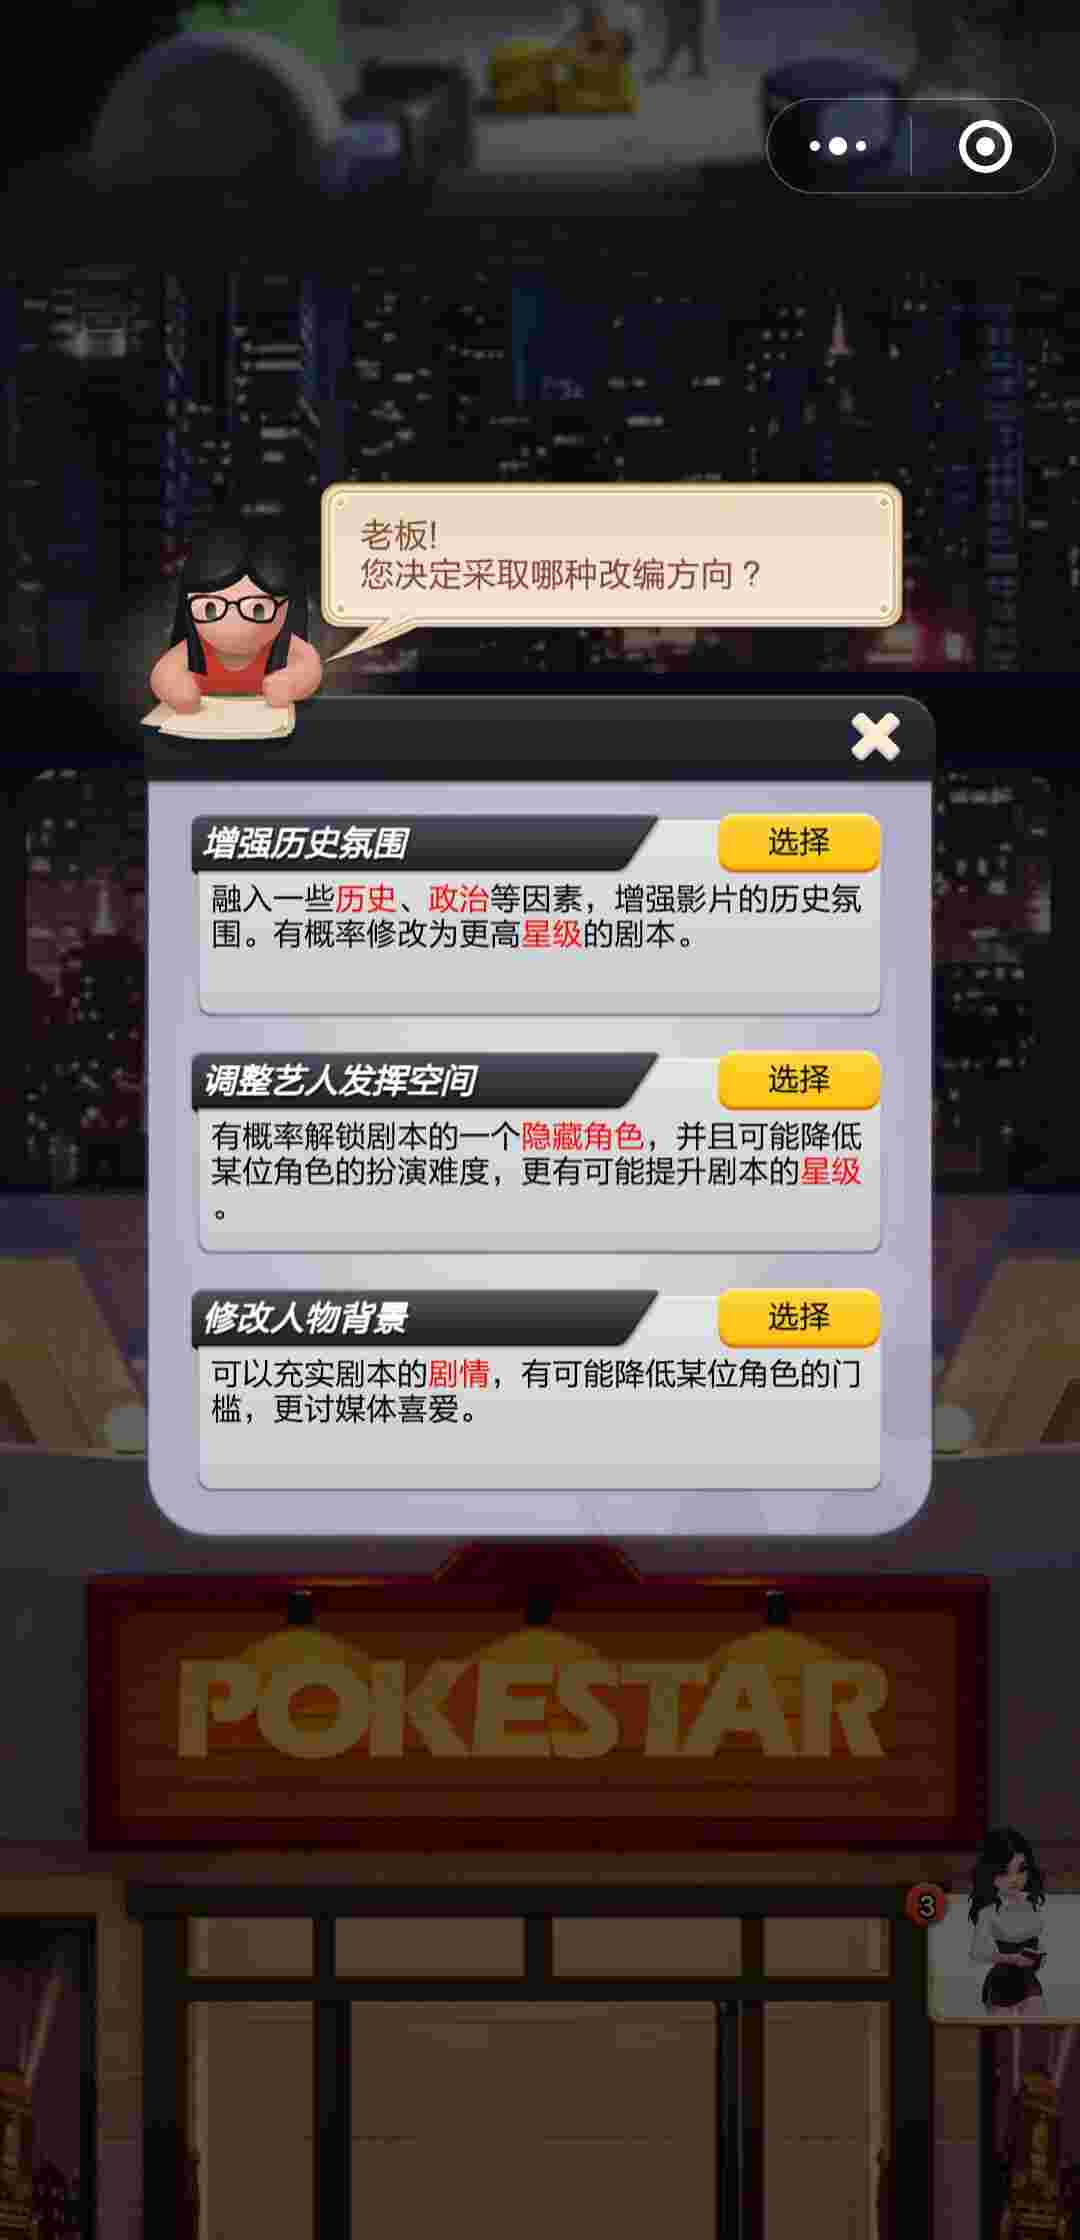 老板!
您决定采取哪种改编方向？
增强历史氛围
选择
融入一些历史、政治等因素，增强影片的历史氛
围。有概率修改为更高星级的剧本。
调整艺人发挥空间
选择
有概率解锁剧本的一个隐藏角色，并且可能降低
某位角色的扮演难度，更有可能提升剧本的星级
。
修改人物背景
选择
可以充实剧本的剧情，有可能降低某位角色的门
槛，更讨媒体喜爱。
POKESTAR
3